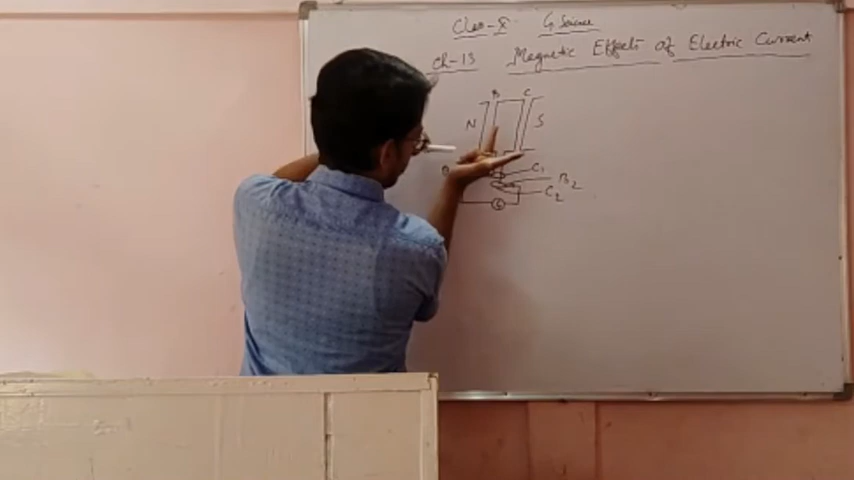 Class-X G. Science
Ch-13 Magnetic Effects of Electric Current
B C
N S
C1
B2
C2
G